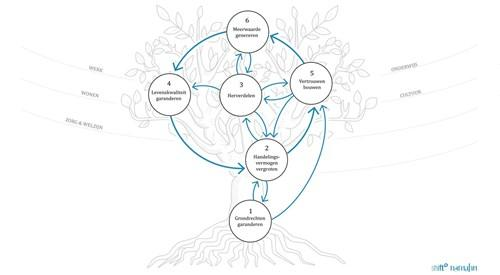 6
Meerwaarde
genereren
WERK
WONEN
ZORG & WELZIJN
4
Levenskwaliteit
garanderen
3
Herverdelen
5
Vertrouwen
bouwen
ONDERWIJS
CULTUUR
2
Handelings-
vermogen
vergroten
1
Grondrechten
garanderen
shift